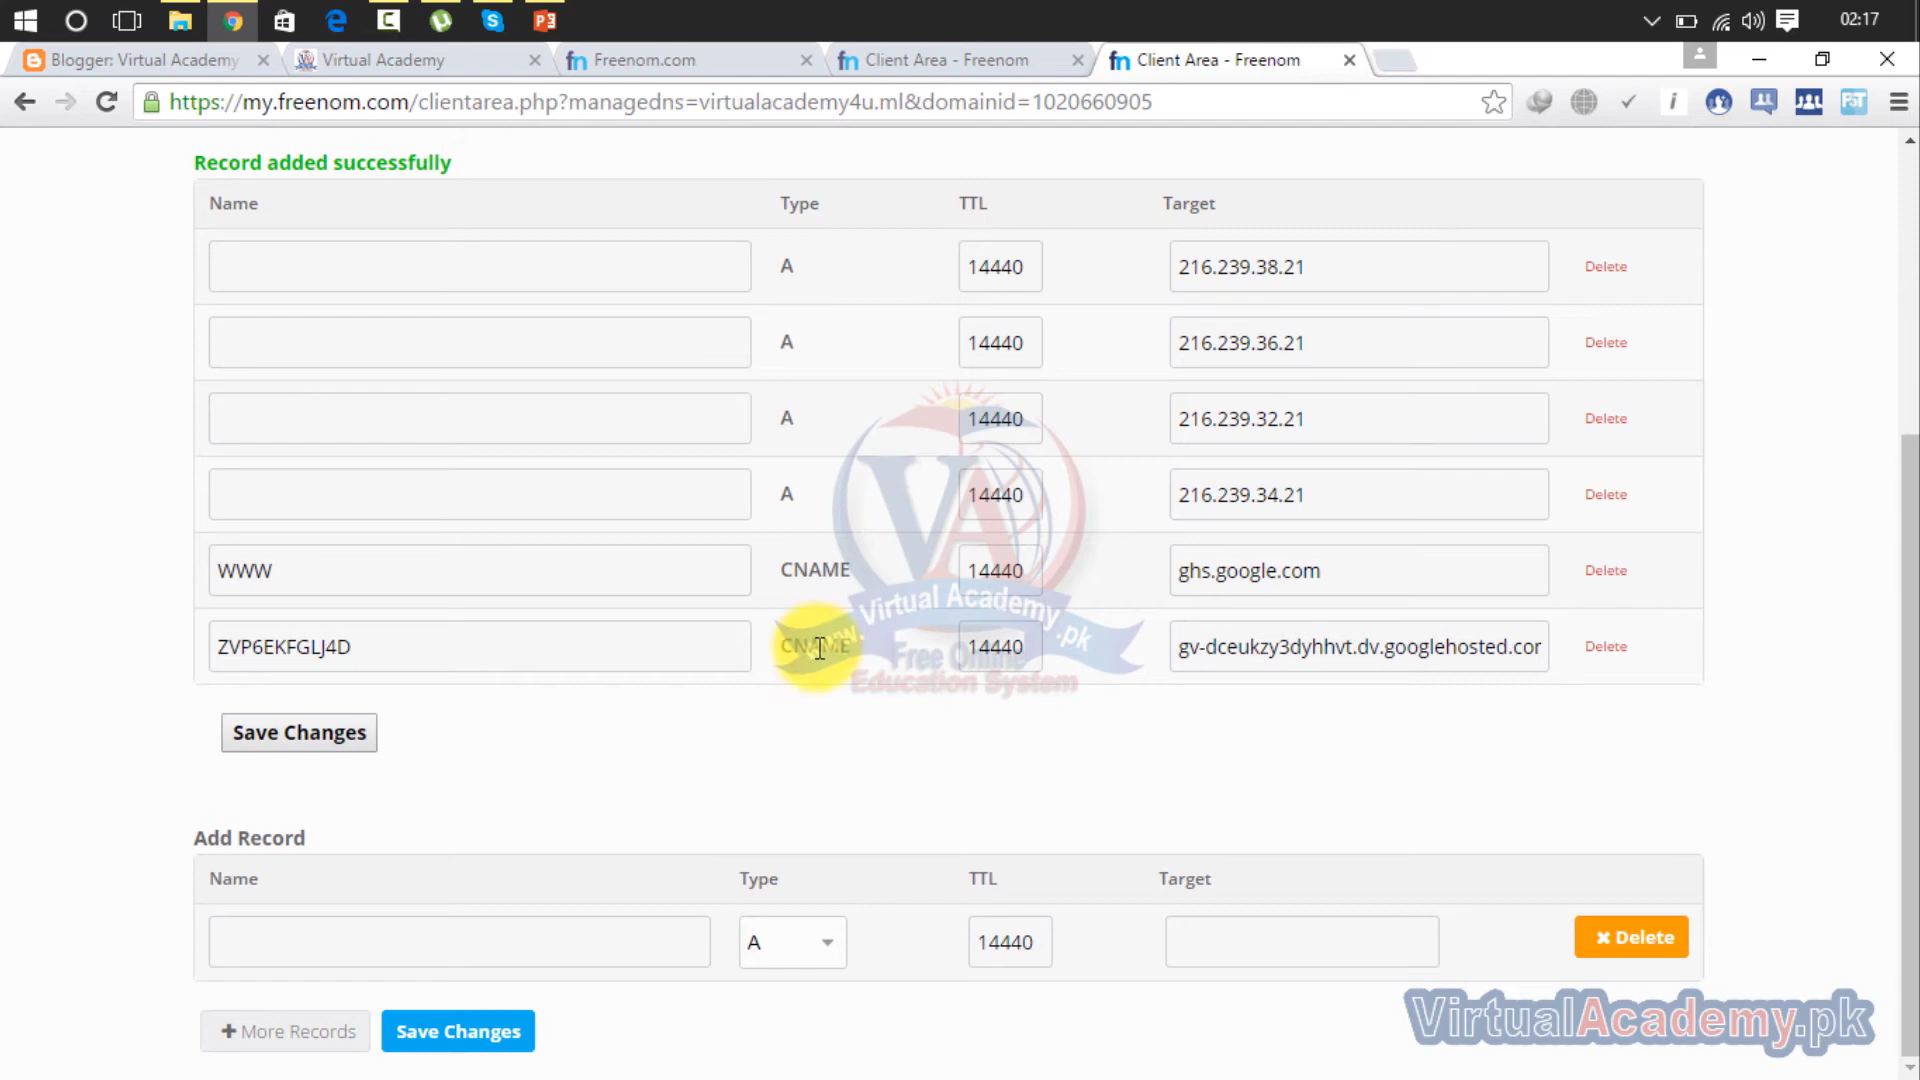 02:17
Blogger: Virtual Academy
Virtual Academy
Freenom.com
Client Area - Freenom
Client Area - Freenom
https://my.freenom.com/clientarea.php?managedns=virtualacademy4u.ml&domainid=1020660905
Record added successfully
Name Type TTL Target
A 14440 216.239.38.21 Delete
A 14440 216.239.36.21 Delete
A 14440 216.239.32.21 Delete
A 14440 216.239.34.21 Delete
WWW CNAME 14440 ghs.google.com Delete
ZVP6EKFGLJ4D CNAME 14440 gv-dceukzy3dyhhvt.dv.googlehosted.cor Delete
VA
www.Virtual Academy.pk
Free Online
Education System
Save Changes
Add Record
Name Type TTL Target
A 14440 Delete
More Records Save Changes
VirtualAcademy.pk